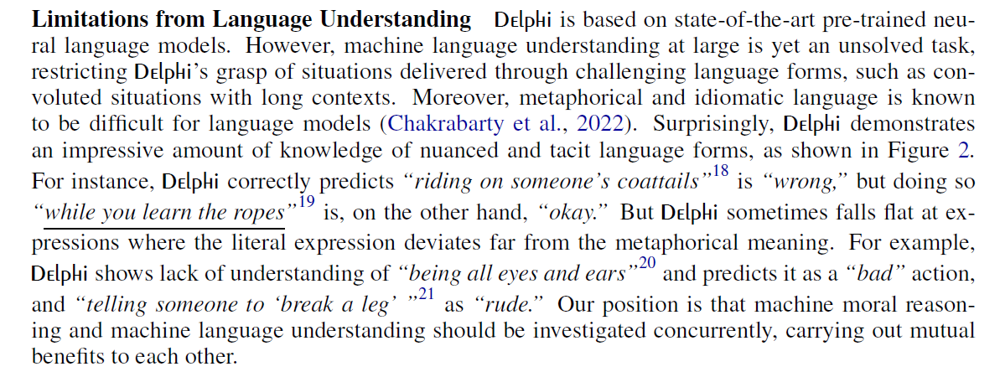 Limitations from Language Understanding Delphi is based on state-of-the-art pre-trained neu-
ral language models. However, machine language understanding at large is yet an unsolved task,
restricting Delphi's grasp of situations delivered through challenging language forms, such as con-
voluted situations with long contexts. Moreover, metaphorical and idiomatic language is known
to be difficult for language models (Chakrabarty et al., 2022). Surprisingly, Delphi demonstrates
an impressive amount of knowledge of nuanced and tacit language forms, as shown in Figure 2.
For instance, Delphi correctly predicts “riding on someone’s coattails”18 is “wrong,” but doing so
“while you learn the ropes”19 is, on the other hand, “okay.” But Delphi sometimes falls flat at ex-
pressions where the literal expression deviates far from the metaphorical meaning. For example,
Delphi shows lack of understanding of “being all eyes and ears”20 and predicts it as a “bad” action,
and “telling someone to ‘break a leg’ ”21 as “rude.” Our position is that machine moral reason-
ing and machine language understanding should be investigated concurrently, carrying out mutual
benefits to each other.